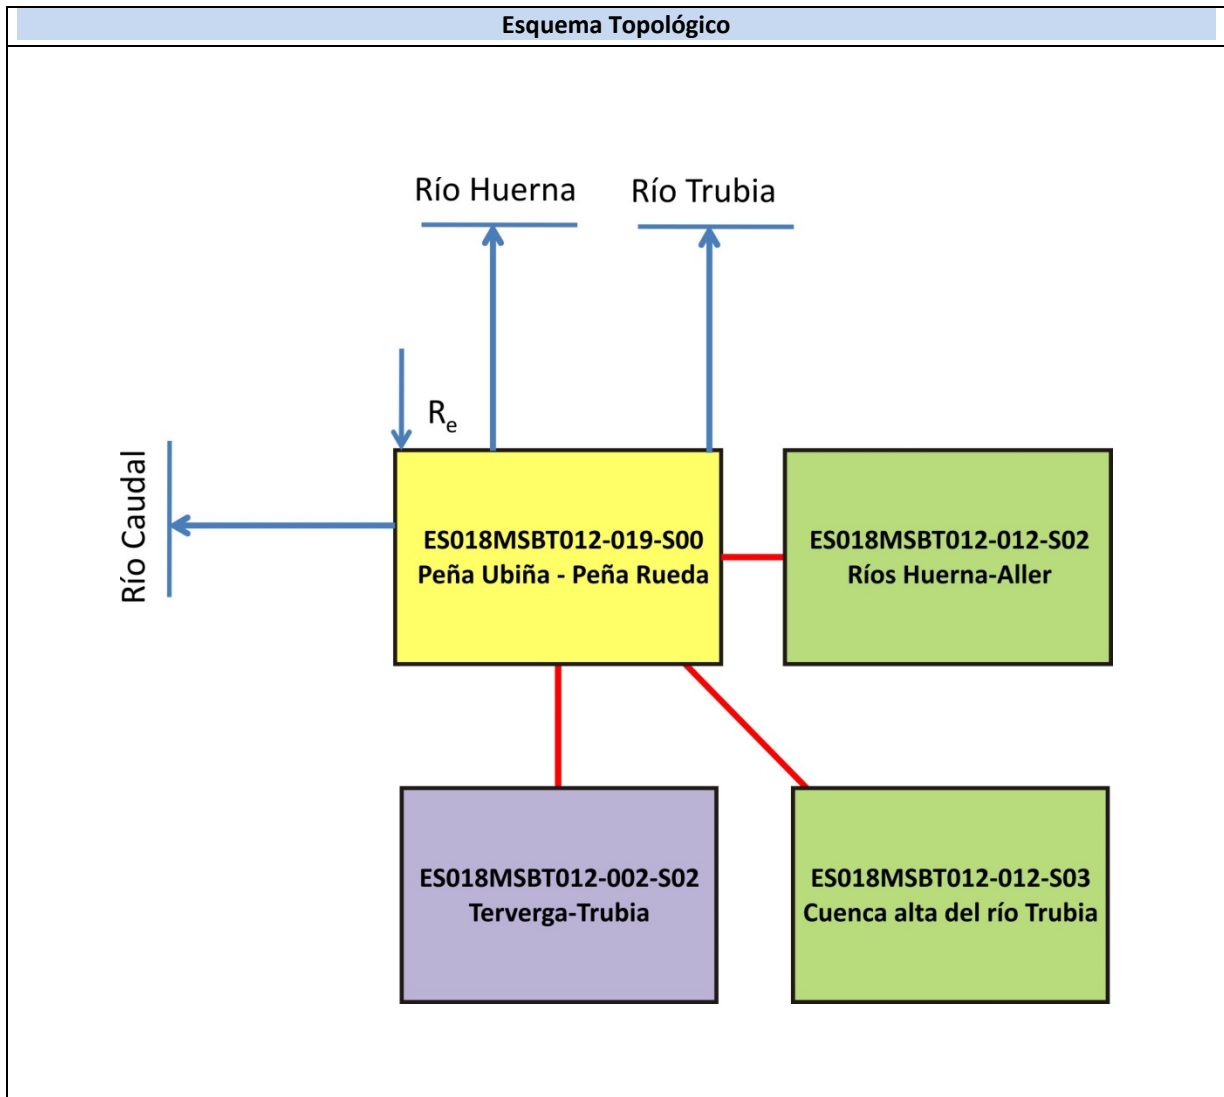 Esquema Topológico
Río Huerna
Río Trubia
Rₑ
Río Caudal
ES018MSBT012-019-S00
Peña Ubiña - Peña Rueda
ES018MSBT012-012-S02
Ríos Huerna-Aller
ES018MSBT012-002-S02
Terverga-Trubia
ES018MSBT012-012-S03
Cuenca alta del río Trubia